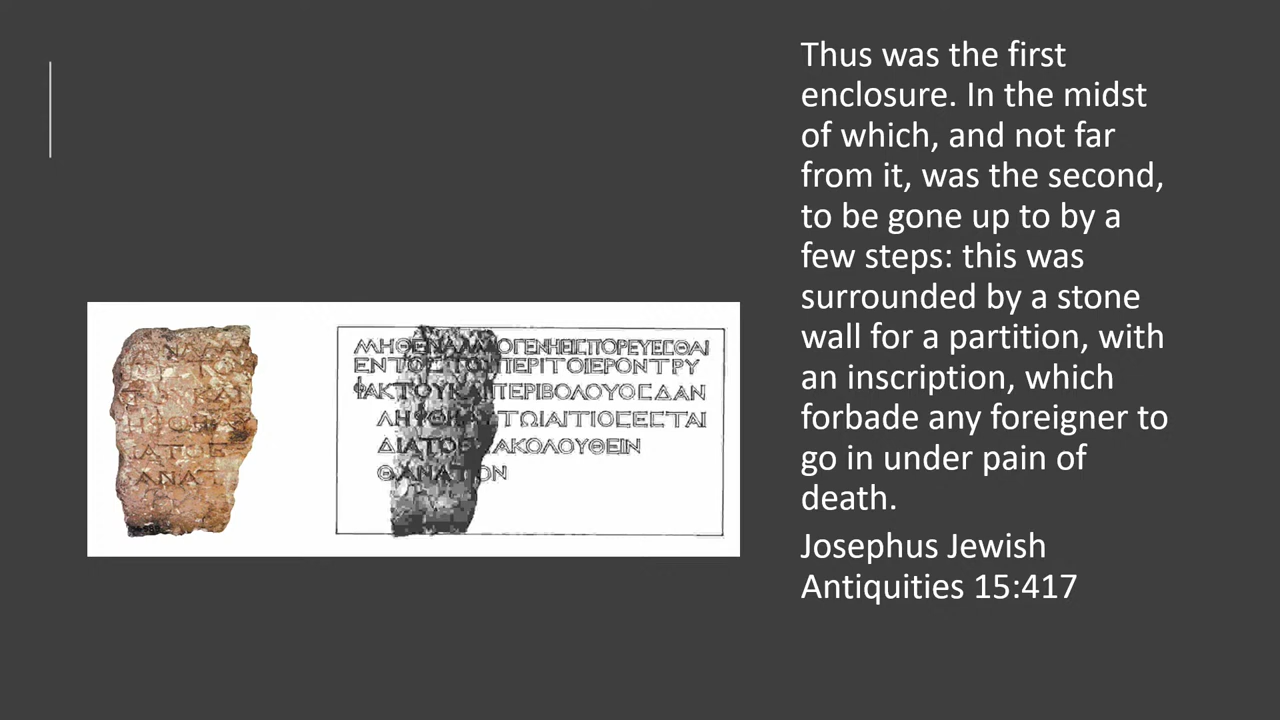 ΜΗΘΕΝΑΑΛΛΟΓΕΝΗΕΙΣΠΟΡΕΥΕΣΘΑΙ
ΕΝΤΟΣΤΟΥΠΕΡΙΤΟΙΕΡΟΝΤΡΥ
ΦΑΚΤΟΥΚΑΙΠΕΡΙΒΟΛΟΥΟΣΔΑΝ
ΛΗΦΘΗΕΑΥΤΩΙΑΙΤΙΟΣΕΣΤΑΙ
ΔΙΑΤΟΕΞΑΚΟΛΟΥΘΕΙΝ
ΘΑΝΑΤΟΝ
Thus was the first
enclosure. In the midst
of which, and not far
from it, was the second,
to be gone up to by a
few steps: this was
surrounded by a stone
wall for a partition, with
an inscription, which
forbade any foreigner to
go in under pain of
death.
Josephus Jewish
Antiquities 15:417